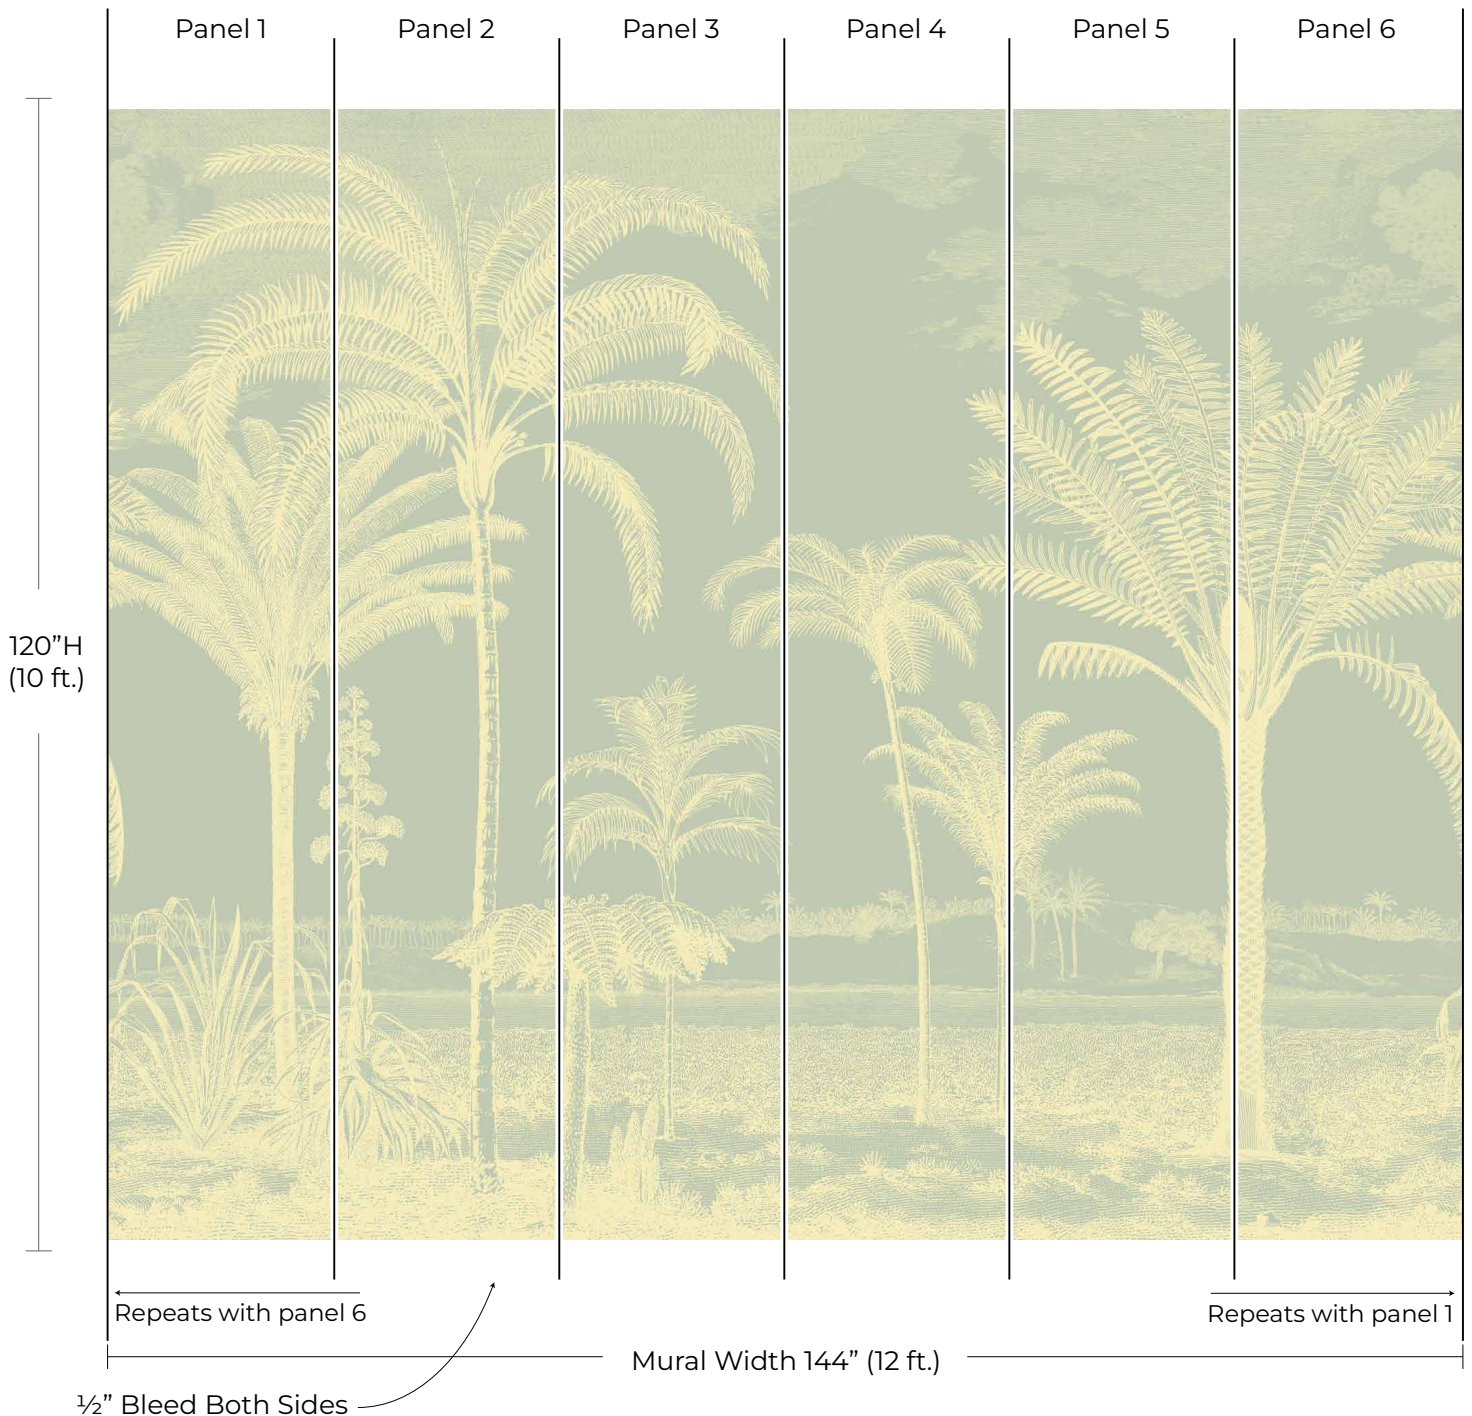 Panel 1
Panel 2
Panel 3
Panel 4
Panel 5
Panel 6
120”H
(10 ft.)
Repeats with panel 6
Repeats with panel 1
Mural Width 144” (12 ft.)
½” Bleed Both Sides